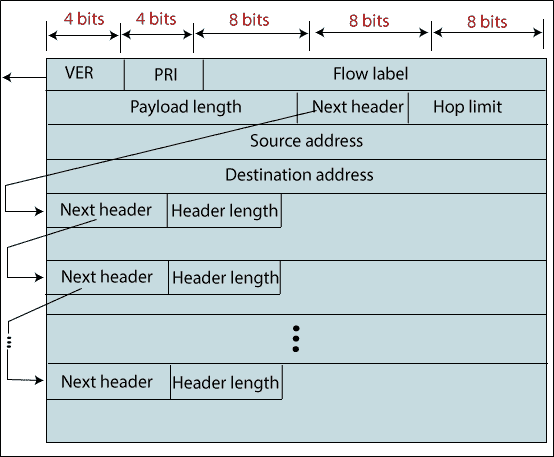 4 bits 4 bits 8 bits 8 bits 8 bits
VER PRI Flow label
Payload length Next header Hop limit
Source address
Destination address
Next header Header length
Next header Header length
Next header Header length